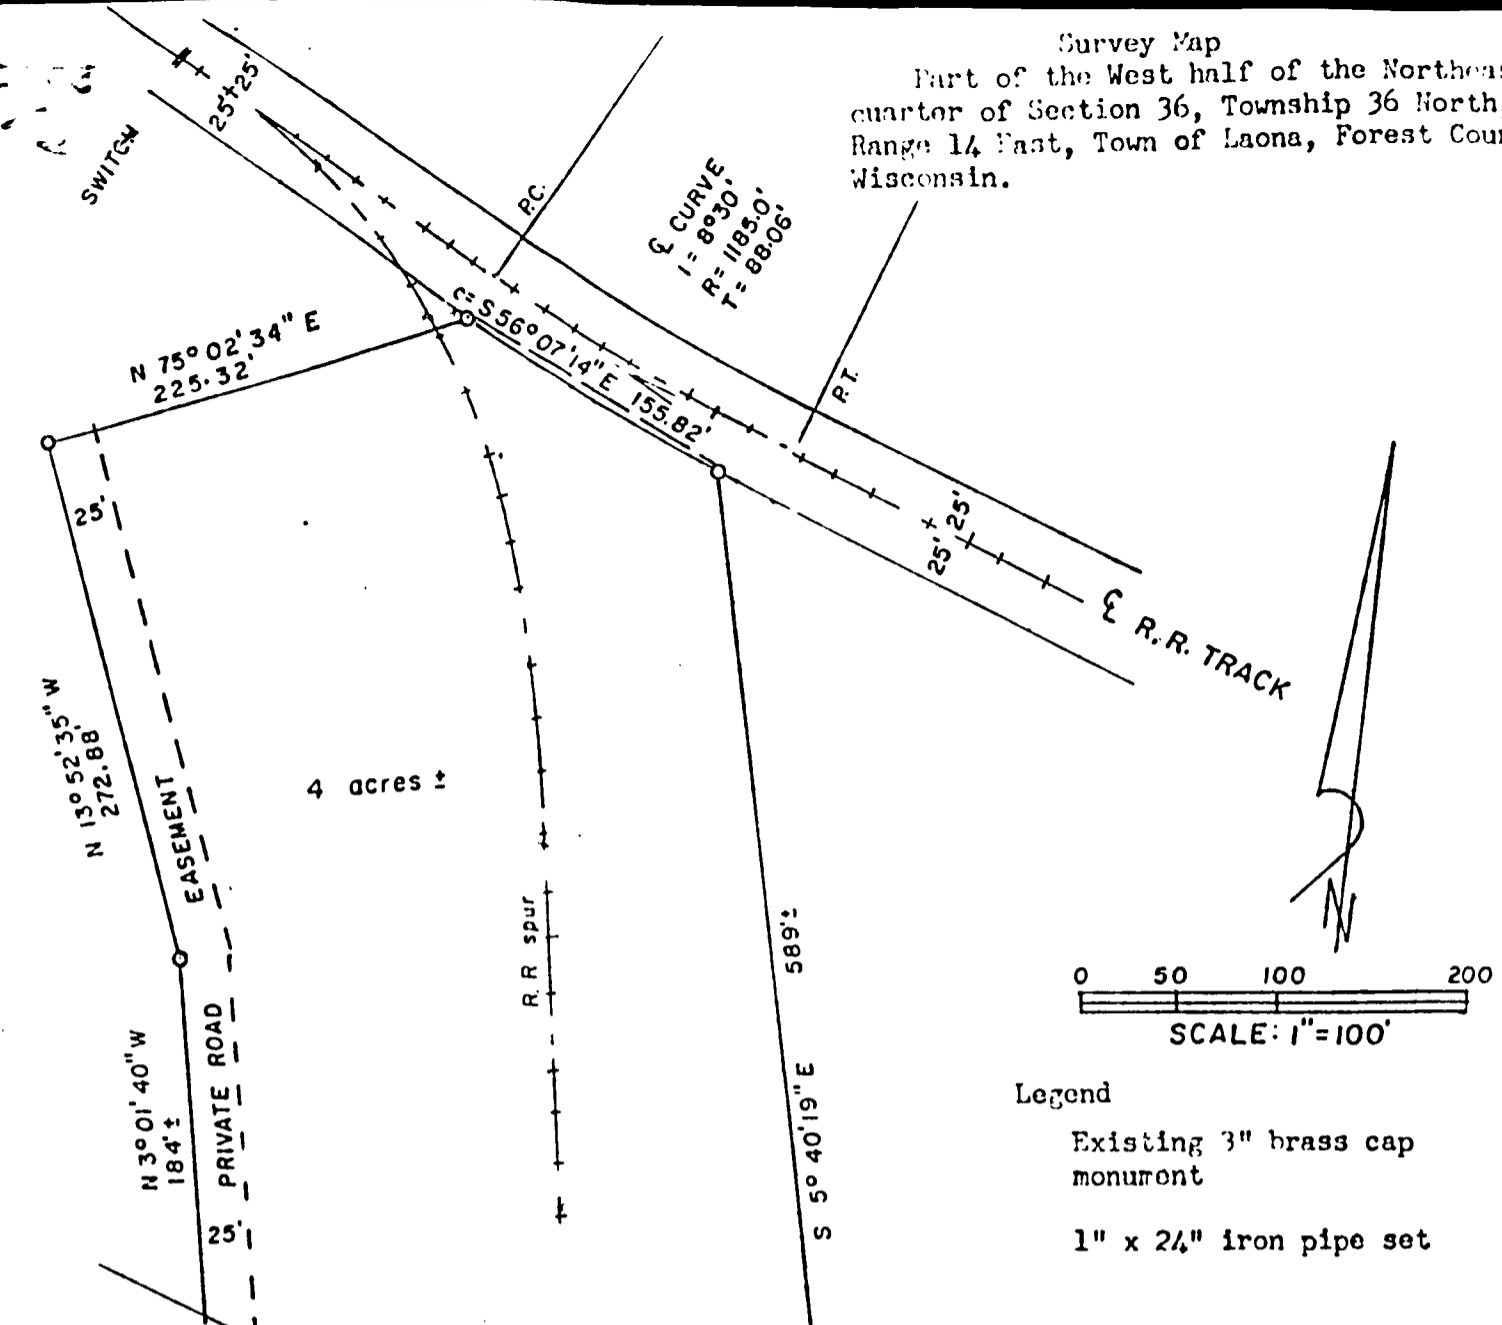 Survey Map
Part of the West half of the Northeas
quarter of Section 36, Township 36 North,
Range 14 East, Town of Laona, Forest Coun
Wisconsin.
SWITCH
25'+25'
P.C.
℄ CURVE
I = 8°30'
R = 1185.0'
T = 88.06'
P.T.
C= S 56°07'14" E 155.82'
N 75° 02' 34" E
225.32'
25'
25' 25'
℄ R.R. TRACK
N 13° 52' 35" W
272.88'
EASEMENT
4 acres ±
R.R spur
589'±
S 5° 40' 19" E
N 3° 01' 40" W
184'±
PRIVATE ROAD
25'
N
0 50 100 200
SCALE: 1"=100'
Legend
Existing 3" brass cap
monument
1" x 24" iron pipe set